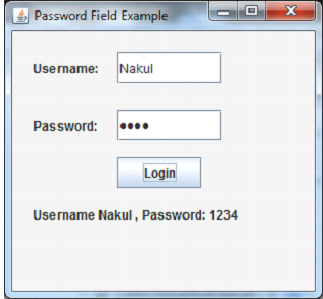 Password Field Example
Username: Nakul
Password: ••••
Login
Username Nakul , Password: 1234